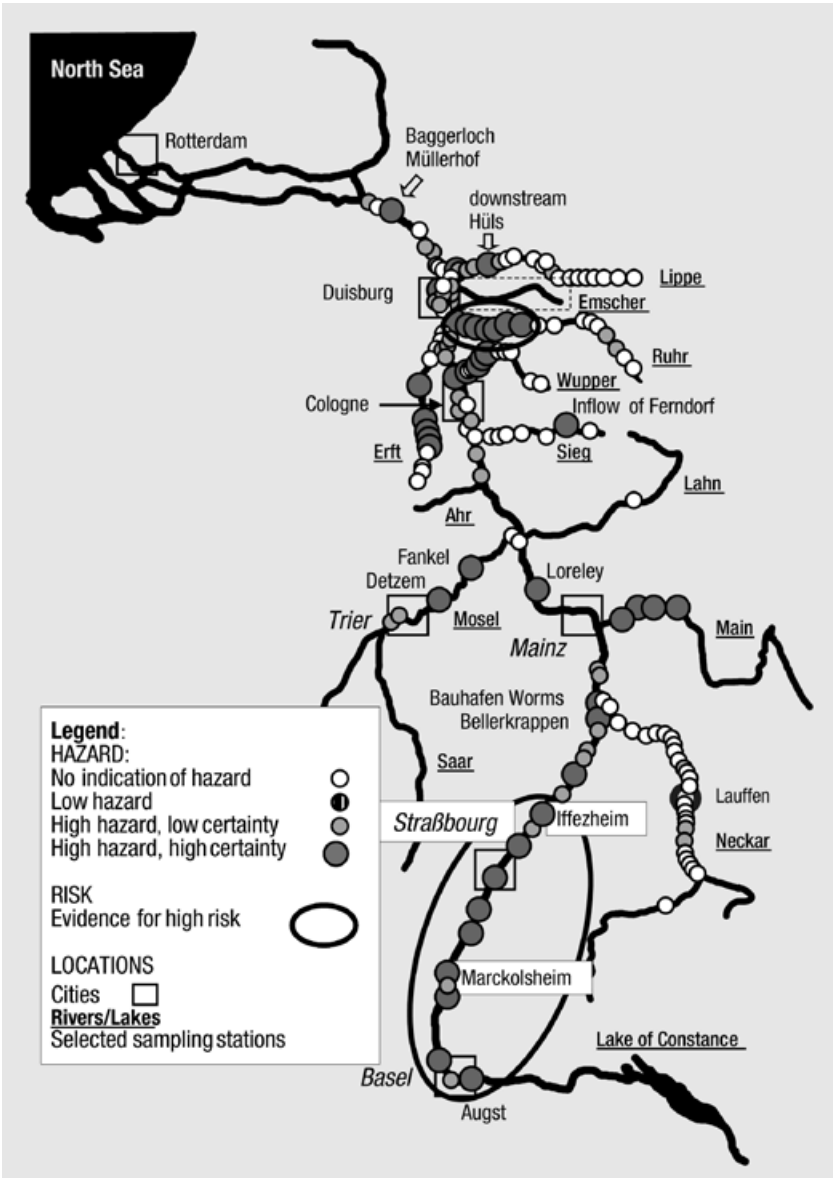 North Sea
Rotterdam
Baggerloch
Müllerhof
downstream
Hüls
Lippe
Duisburg
Emscher
Ruhr
Wupper
Cologne
Inflow of Ferndorf
Erft
Sieg
Lahn
Ahr
Fankel
Loreley
Detzem
Trier
Mosel
Main
Mainz
Bauhafen Worms
Bellerkrappen
Legend:
HAZARD:
No indication of hazard
Low hazard
High hazard, low certainty
High hazard, high certainty
RISK
Evidence for high risk
LOCATIONS
Cities
Rivers/Lakes
Selected sampling stations
Saar
Lauffen
Straßbourg
Iffezheim
Neckar
Marckolsheim
Lake of Constance
Basel
Augst